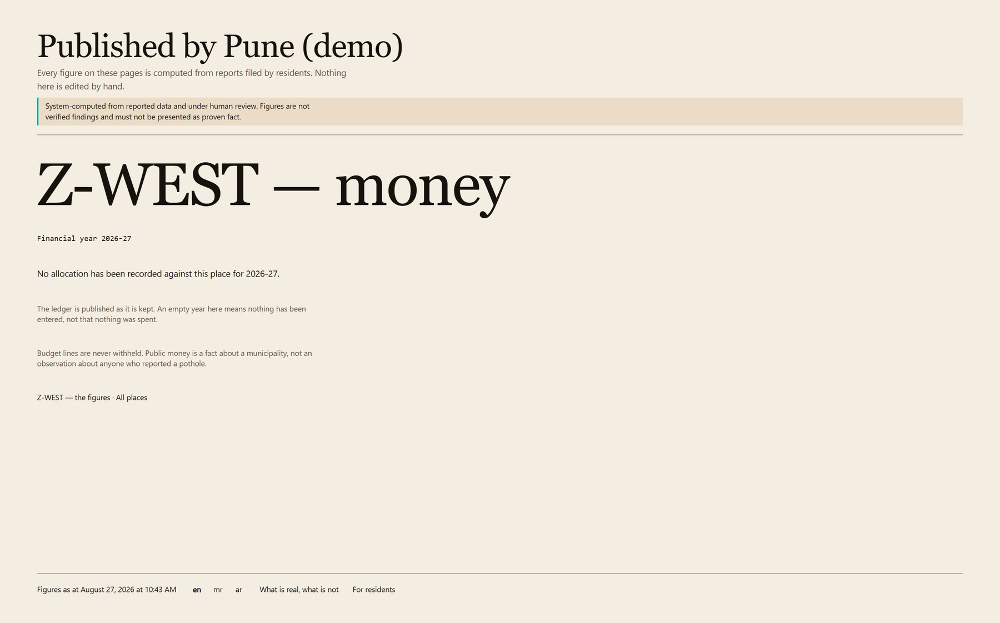 Published by Pune (demo)
Every figure on these pages is computed from reports filed by residents. Nothing
here is edited by hand.
System-computed from reported data and under human review. Figures are not
verified findings and must not be presented as proven fact.
Z-WEST — money
Financial year 2026-27
No allocation has been recorded against this place for 2026-27.
The ledger is published as it is kept. An empty year here means nothing has been
entered, not that nothing was spent.
Budget lines are never withheld. Public money is a fact about a municipality, not an
observation about anyone who reported a pothole.
Z-WEST — the figures · All places
Figures as at August 27, 2026 at 10:43 AM en mr ar What is real, what is not For residents